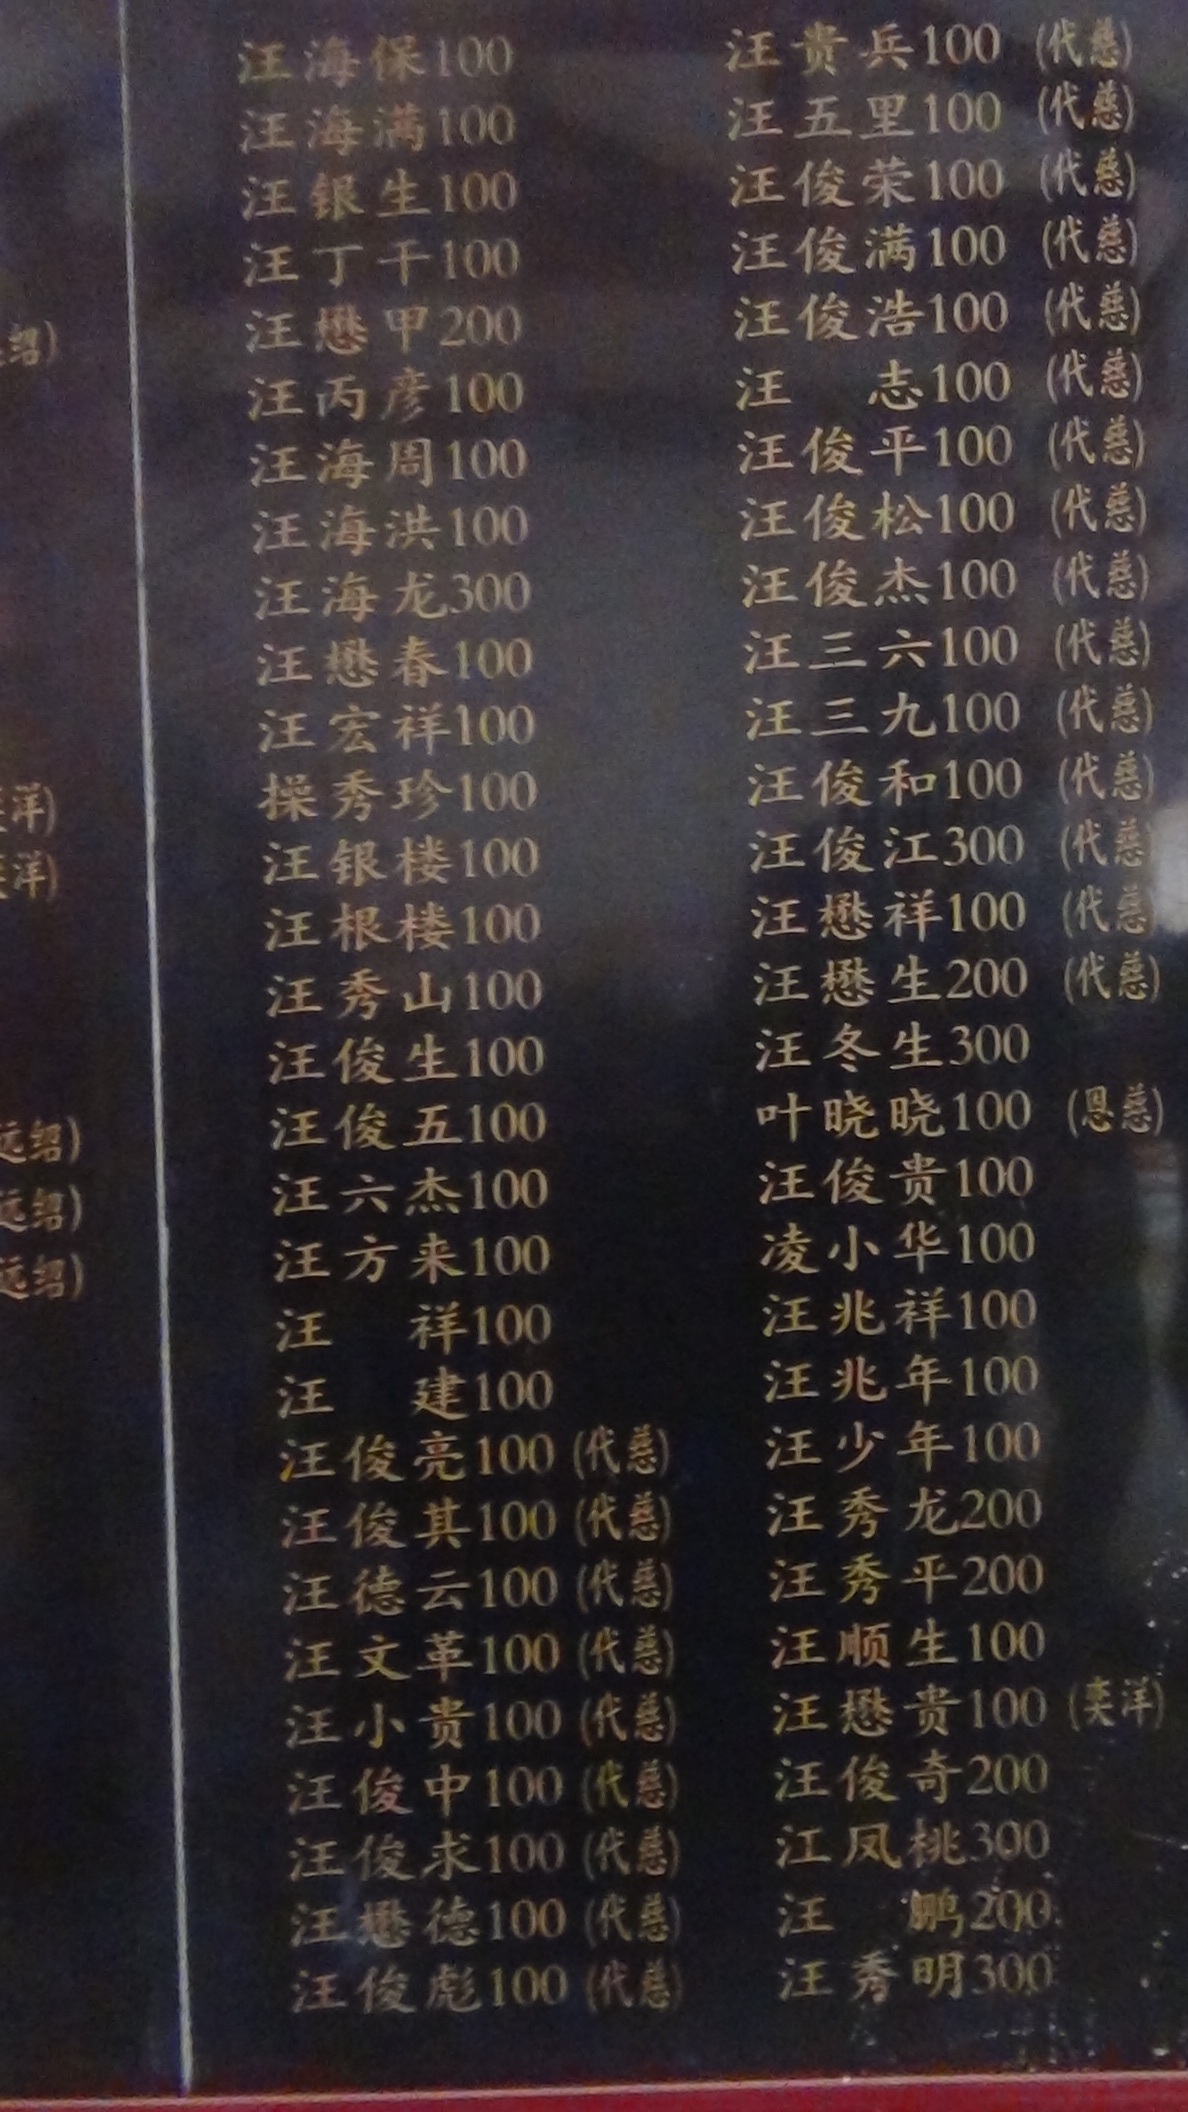 汪海保100
汪海满100
汪银生100
汪丁干100
汪懋甲200
汪丙彦100
汪海周100
汪海洪100
汪海龙300
汪懋春100
汪宏祥100
操秀珍100
汪银楼100
汪根楼100
汪秀山100
汪俊生100
汪俊五100
汪六杰100
汪方来100
汪 祥100
汪 建100
汪俊亮100 (代慈)
汪俊其100 (代慈)
汪德云100 (代慈)
汪文革100 (代慈)
汪小贵100 (代慈)
汪俊中100 (代慈)
汪俊求100 (代慈)
汪懋德100 (代慈)
汪俊彪100 (代慈)
汪贵兵100 (代慈)
汪五里100 (代慈)
汪俊荣100 (代慈)
汪俊满100 (代慈)
汪俊浩100 (代慈)
汪 志100 (代慈)
汪俊平100 (代慈)
汪俊松100 (代慈)
汪俊杰100 (代慈)
汪三六100 (代慈)
汪三九100 (代慈)
汪俊和100 (代慈)
汪俊江300 (代慈)
汪懋祥100 (代慈)
汪懋生200 (代慈)
汪冬生300
叶晓晓100 (恩慈)
汪俊贵100
凌小华100
汪兆祥100
汪兆年100
汪少年100
汪秀龙200
汪秀平200
汪顺生100
汪懋贵100 (奕洋)
汪俊奇200
江凤桃300
汪 鹏200
汪秀明300
绍)
洋)
洋)
远绍)
远绍)
远绍)